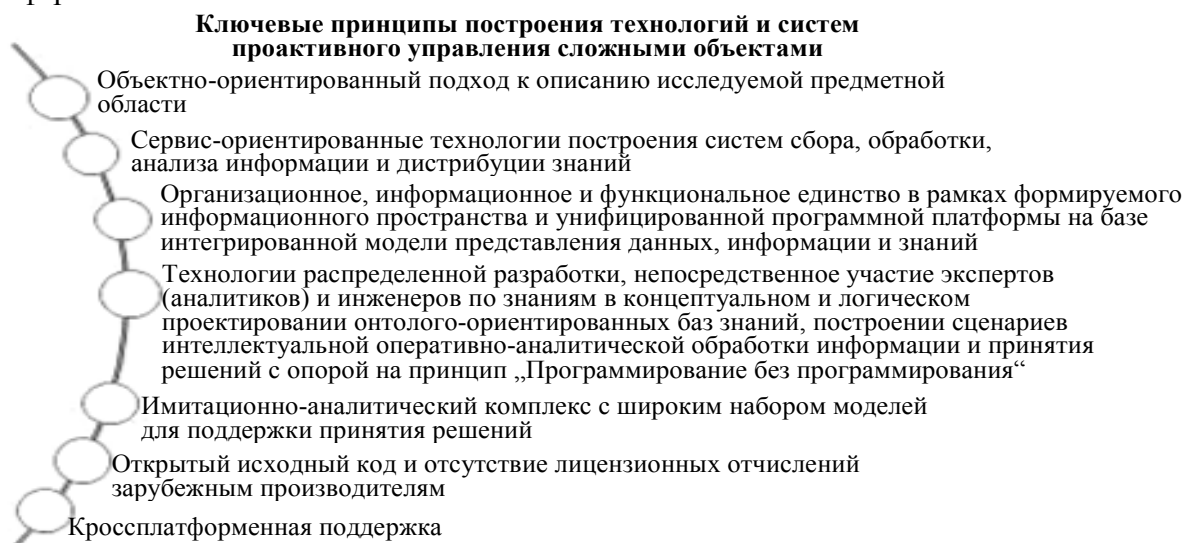 Ключевые принципы построения технологий и систем
проактивного управления сложными объектами
Объектно-ориентированный подход к описанию исследуемой предметной
области
Сервис-ориентированные технологии построения систем сбора, обработки,
анализа информации и дистрибуции знаний
Организационное, информационное и функциональное единство в рамках формируемого
информационного пространства и унифицированной программной платформы на базе
интегрированной модели представления данных, информации и знаний
Технологии распределенной разработки, непосредственное участие экспертов
(аналитиков) и инженеров по знаниям в концептуальном и логическом
проектировании онтолого-ориентированных баз знаний, построении сценариев
интеллектуальной оперативно-аналитической обработки информации и принятия
решений с опорой на принцип „Программирование без программирования“
Имитационно-аналитический комплекс с широким набором моделей
для поддержки принятия решений
Открытый исходный код и отсутствие лицензионных отчислений
зарубежным производителям
Кроссплатформенная поддержка